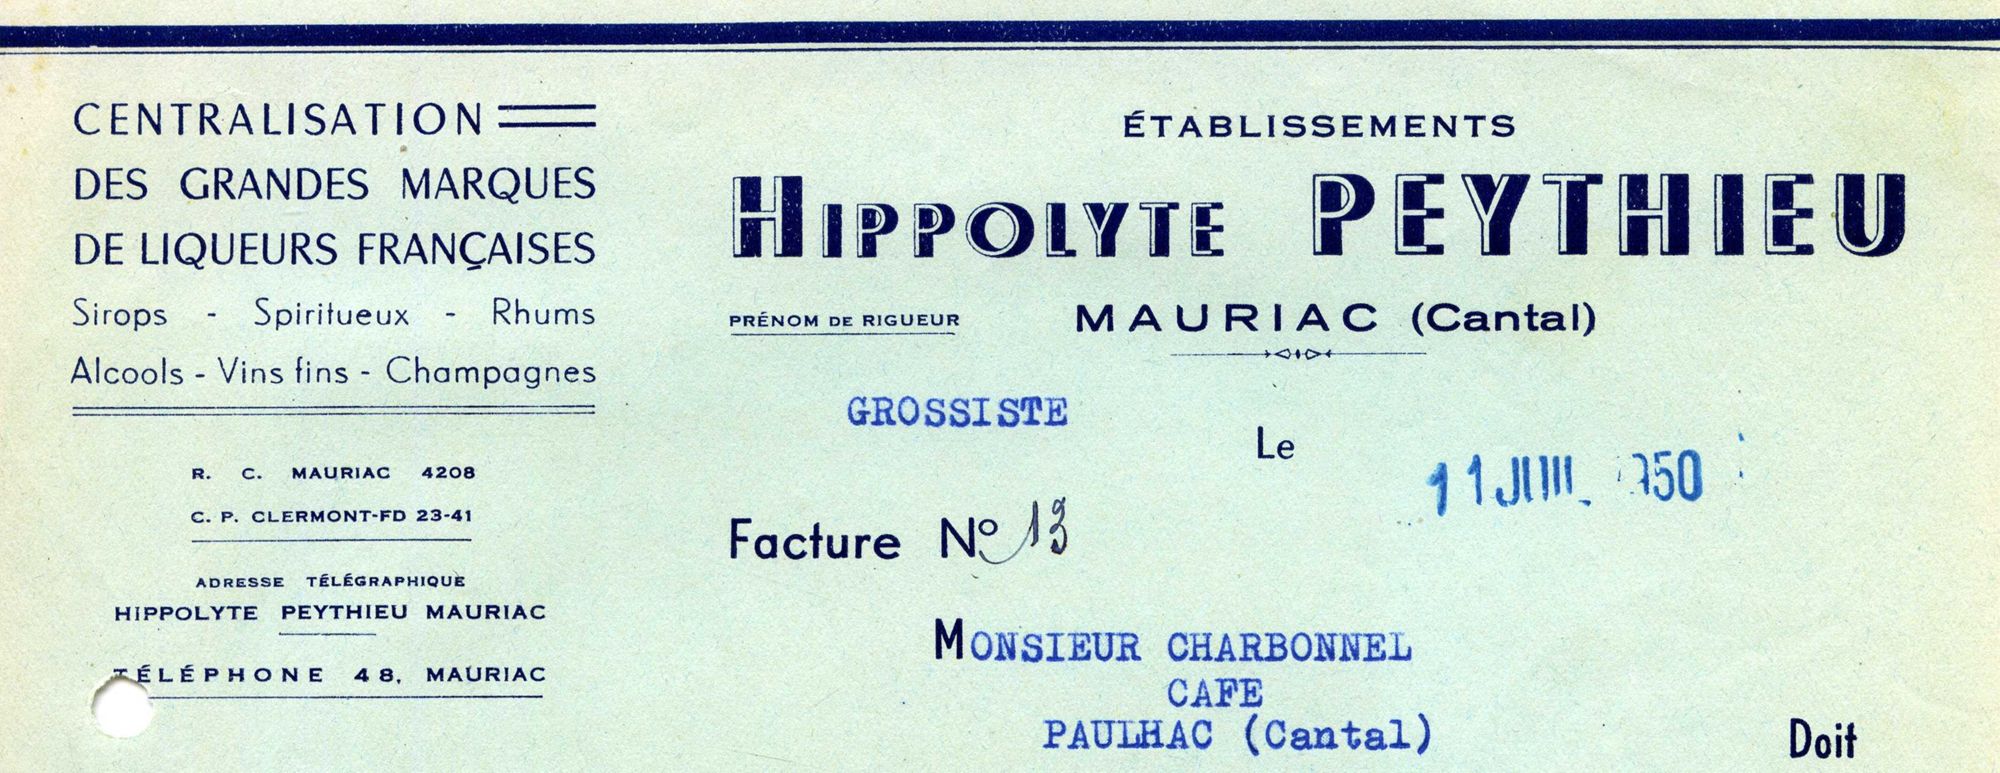 CENTRALISATION
DES GRANDES MARQUES
DE LIQUEURS FRANÇAISES
Sirops - Spiritueux - Rhums
Alcools - Vins fins - Champagnes
R. C. MAURIAC 4208
C. P. CLERMONT-FD 23-41
ADRESSE TÉLÉGRAPHIQUE
HIPPOLYTE PEYTHIEU MAURIAC
TÉLÉPHONE 48, MAURIAC
ÉTABLISSEMENTS
HIPPOLYTE PEYTHIEU
PRÉNOM DE RIGUEUR
MAURIAC (Cantal)
GROSSISTE
Le 11
Facture Nº 13
MONSIEUR CHARBONNEL
CAFE
PAULHAC (Cantal)
Doit